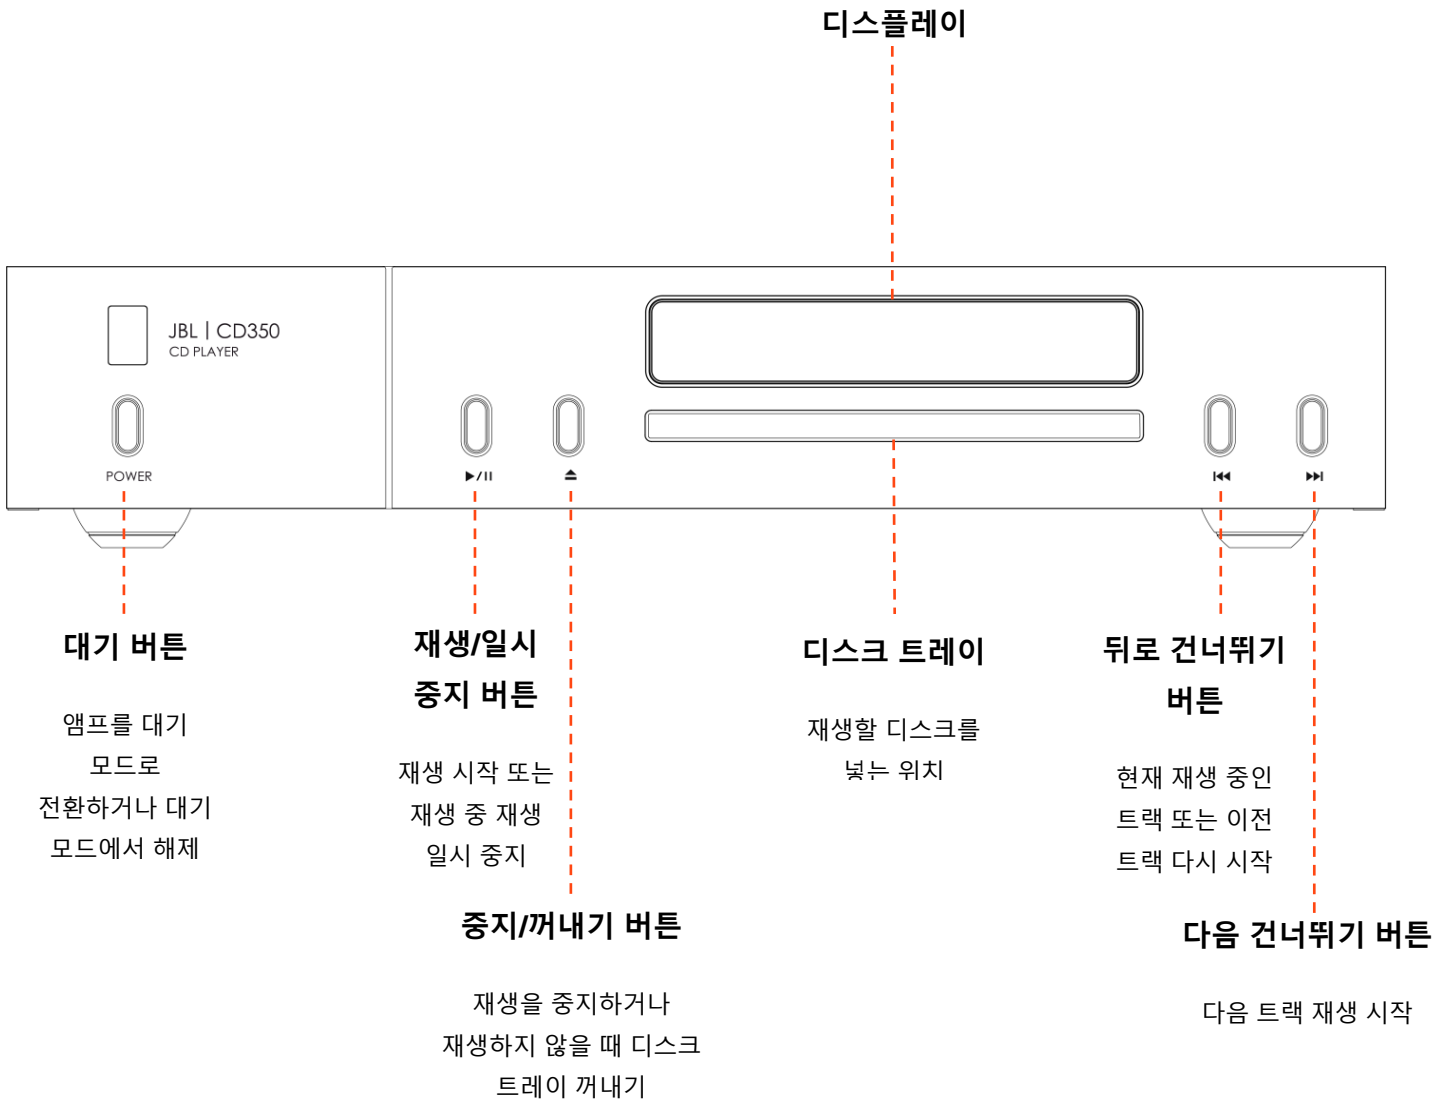 디스플레이
JBL | CD350
CD PLAYER
POWER
대기 버튼
앰프를 대기
모드로
전환하거나 대기
모드에서 해제
재생/일시
중지 버튼
재생 시작 또는
재생 중 재생
일시 중지
중지/꺼내기 버튼
재생을 중지하거나
재생하지 않을 때 디스크
트레이 꺼내기
디스크 트레이
재생할 디스크를
넣는 위치
뒤로 건너뛰기
버튼
현재 재생 중인
트랙 또는 이전
트랙 다시 시작
다음 건너뛰기 버튼
다음 트랙 재생 시작